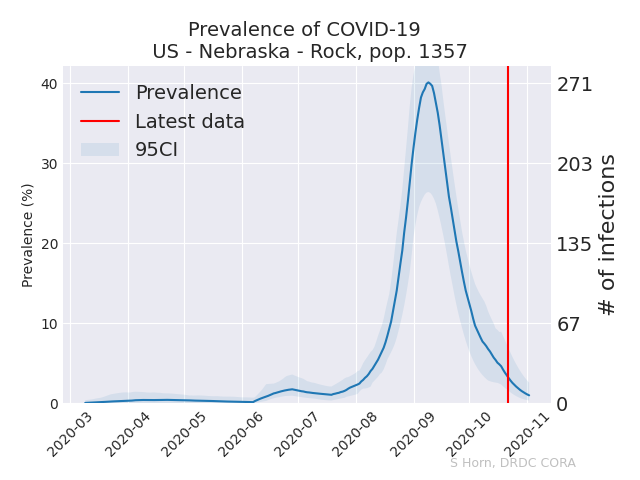 Prevalence of COVID-19
US - Nebraska - Rock, pop. 1357
Prevalence
Latest data
95CI
Prevalence (%)
40
30
20
10
0
271
203
135
67
0
# of infections
2020-03
2020-04
2020-05
2020-06
2020-07
2020-08
2020-09
2020-10
2020-11
S Horn, DRDC CORA